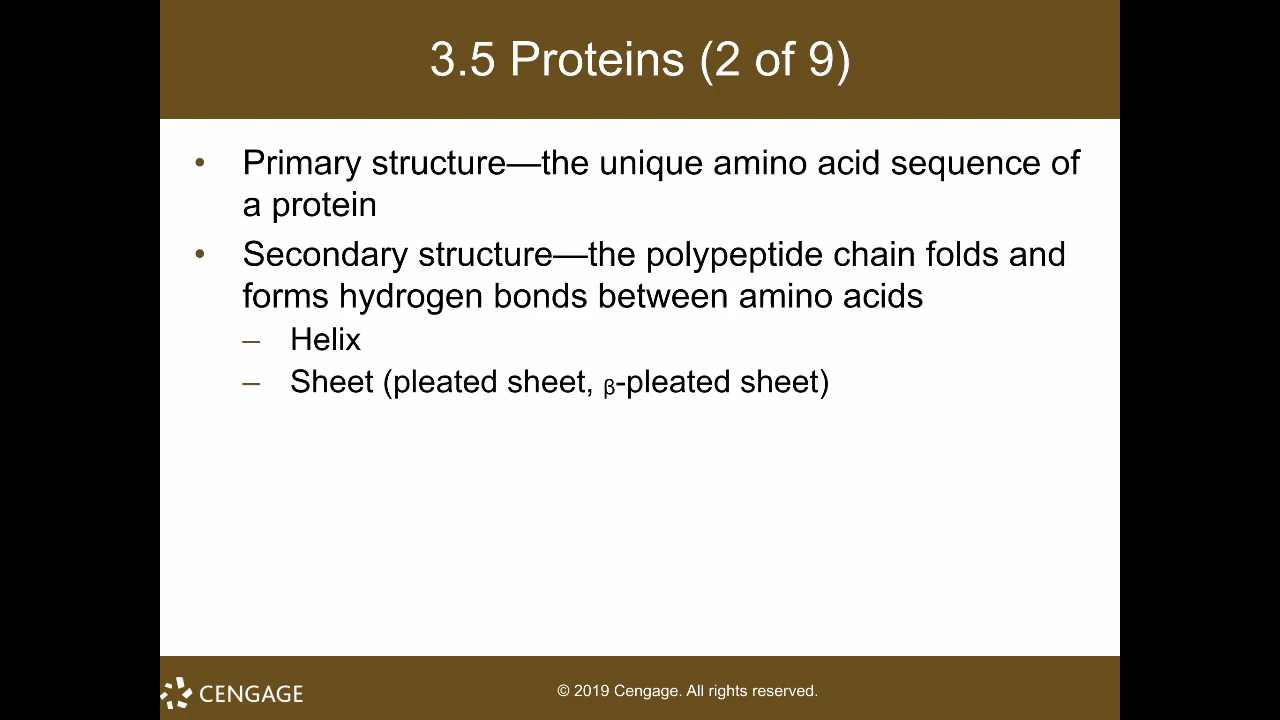 3.5 Proteins (2 of 9)
• Primary structure—the unique amino acid sequence of
a protein
• Secondary structure—the polypeptide chain folds and
forms hydrogen bonds between amino acids
– Helix
– Sheet (pleated sheet, β-pleated sheet)
CENGAGE
© 2019 Cengage. All rights reserved.